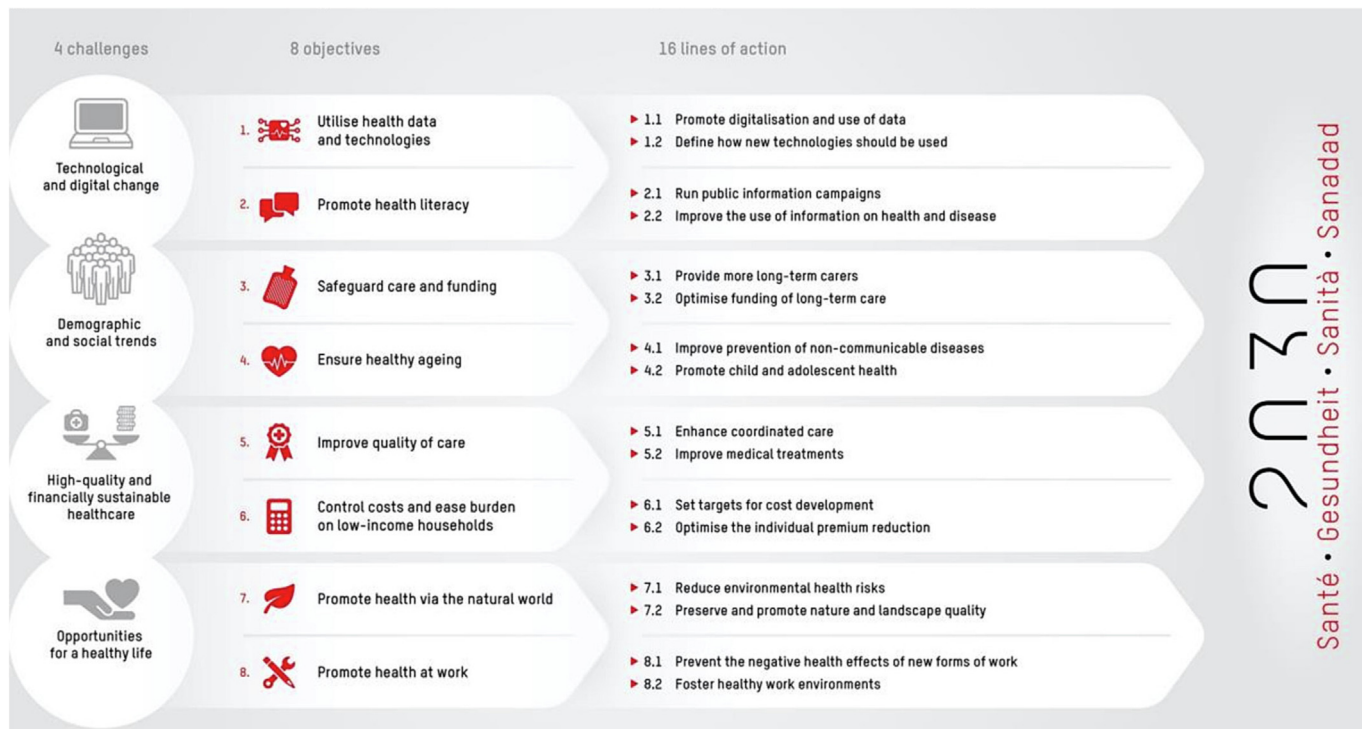 4 challenges
8 objectives
16 lines of action
Technological
and digital change
1.
Utilise health data
and technologies
▶ 1.1 Promote digitalisation and use of data
▶ 1.2 Define how new technologies should be used
2.
Promote health literacy
▶ 2.1 Run public information campaigns
▶ 2.2 Improve the use of information on health and disease
Demographic
and social trends
3.
Safeguard care and funding
▶ 3.1 Provide more long-term carers
▶ 3.2 Optimise funding of long-term care
4.
Ensure healthy ageing
▶ 4.1 Improve prevention of non-communicable diseases
▶ 4.2 Promote child and adolescent health
High-quality and
financially sustainable
healthcare
5.
Improve quality of care
▶ 5.1 Enhance coordinated care
▶ 5.2 Improve medical treatments
6.
Control costs and ease burden
on low-income households
▶ 6.1 Set targets for cost development
▶ 6.2 Optimise the individual premium reduction
Opportunities
for a healthy life
7.
Promote health via the natural world
▶ 7.1 Reduce environmental health risks
▶ 7.2 Preserve and promote nature and landscape quality
8.
Promote health at work
▶ 8.1 Prevent the negative health effects of new forms of work
▶ 8.2 Foster healthy work environments
2030
Santé • Gesundheit • Sanità • Sanadad